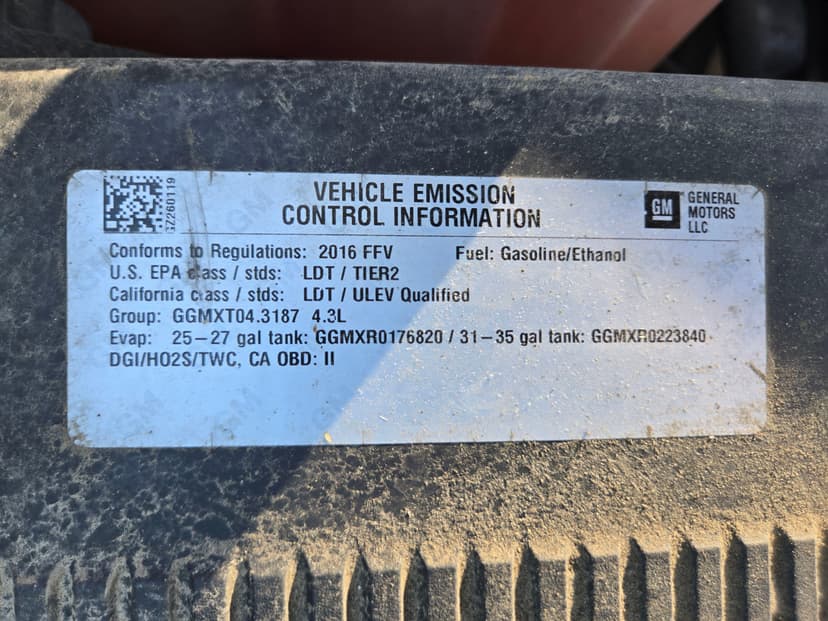 GZ260119
VEHICLE EMISSION
CONTROL INFORMATION
GM
GENERAL
MOTORS
LLC
Conforms to Regulations: 2016 FFV Fuel: Gasoline/Ethanol
U.S. EPA class / stds: LDT / TIER2
California class / stds: LDT / ULEV Qualified
Group: GGMXT04.3187 4.3L
Evap: 25-27 gal tank: GGMXR0176820 / 31-35 gal tank: GGMXR0223840
DGI/HO2S/TWC, CA OBD: II